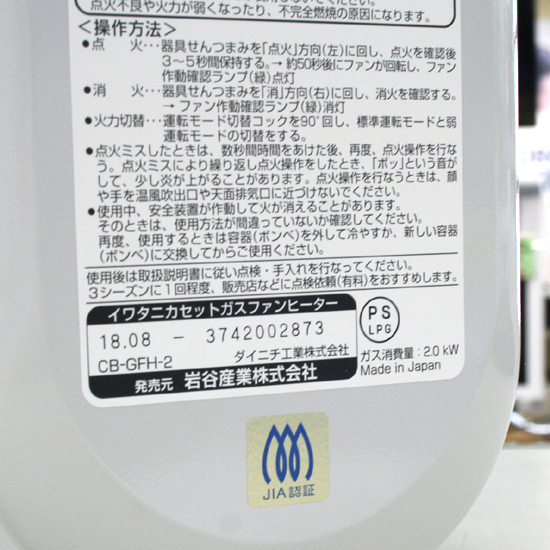 点火不良や火力が弱くなったり、不完全燃焼の原因になります。
<操作方法>
●点　火…器具せんつまみを「点火」方向(左)に回し、点火を確認後
3〜5秒間保持する。→約50秒後にファンが回転し、ファン
作動確認ランプ(緑)点灯
●消　火…器具せんつまみを「消」方向(右)に回し、消火を確認する。
→ ファン作動確認ランプ(緑)消灯
●火力切替…運転モード切替コックを90°回し、標準運転モードと弱
運転モードの切替をする。
●点火ミスしたときは、数秒間時間をあけた後、再度、点火操作を行な
う。点火ミスにより繰り返し点火操作をしたとき、「ボッ」という音が
して、少し炎が上がることがあります。点火操作を行なうときは、顔
や手を温風吹出口や天面排気口に近づけないでください。
●使用中、安全装置が作動して火が消えることがあります。
そのときは、使用方法が間違っていないか確認してください。
再度、使用するときは容器(ボンベ)を外して冷やすか、新しい容器
(ボンベ)に交換してからご使用ください。
使用後は取扱説明書に従い点検・手入れを行なってください。
3シーズンに1回程度、販売店などに点検依頼(有料)をおすすめします。
イワタニカセットガスファンヒーター
18.08 － 3742002873
CB-GFH-2 ダイニチ工業株式会社
発売元 岩谷産業株式会社
PS
LPG
ガス消費量：2.0 kW
Made in Japan
JIA認証